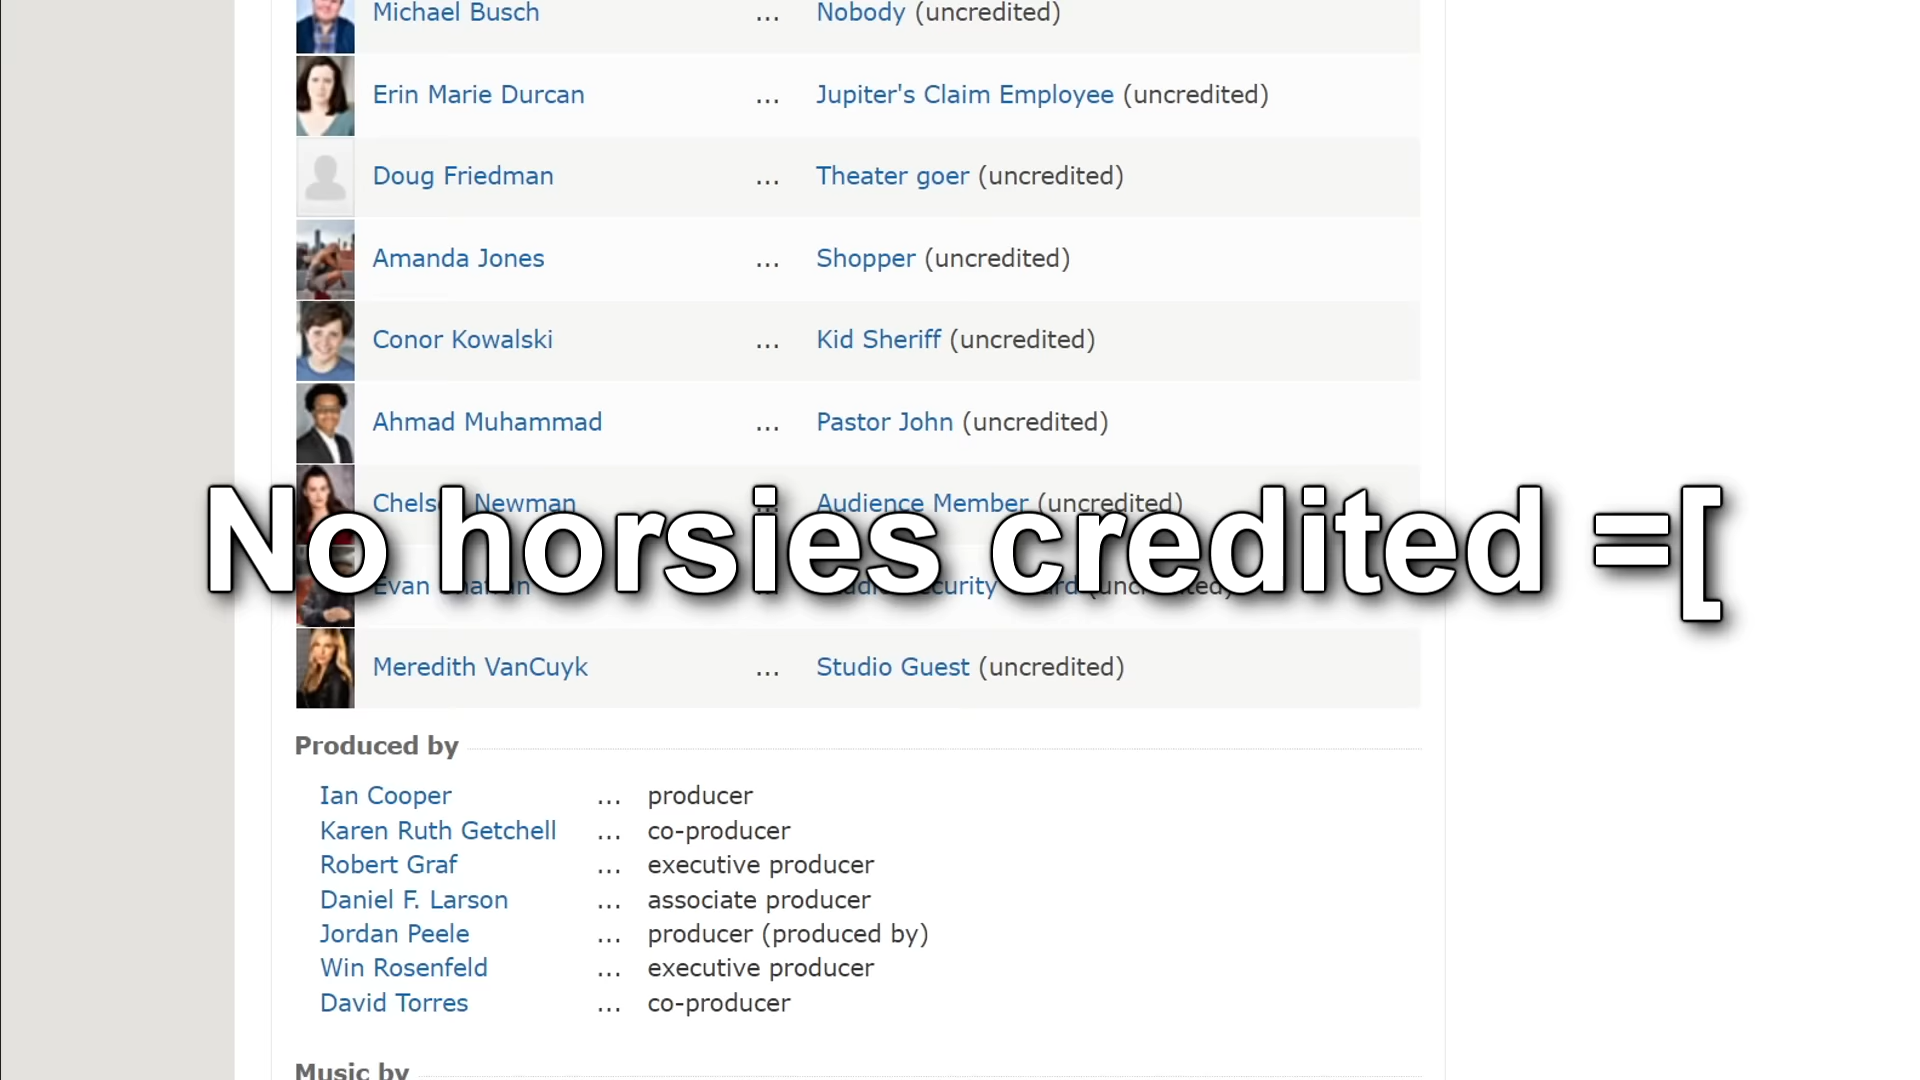 Michael Busch ... Nobody (uncredited)
Erin Marie Durcan ... Jupiter's Claim Employee (uncredited)
Doug Friedman ... Theater goer (uncredited)
Amanda Jones ... Shopper (uncredited)
Conor Kowalski ... Kid Sheriff (uncredited)
Ahmad Muhammad ... Pastor John (uncredited)
Newman ... Audience Member (uncredited)
No horsies credited =[
Evan ... (uncredited)
Meredith VanCuyk ... Studio Guest (uncredited)
Produced by
Ian Cooper ... producer
Karen Ruth Getchell ... co-producer
Robert Graf ... executive producer
Daniel F. Larson ... associate producer
Jordan Peele ... producer (produced by)
Win Rosenfeld ... executive producer
David Torres ... co-producer
Music by